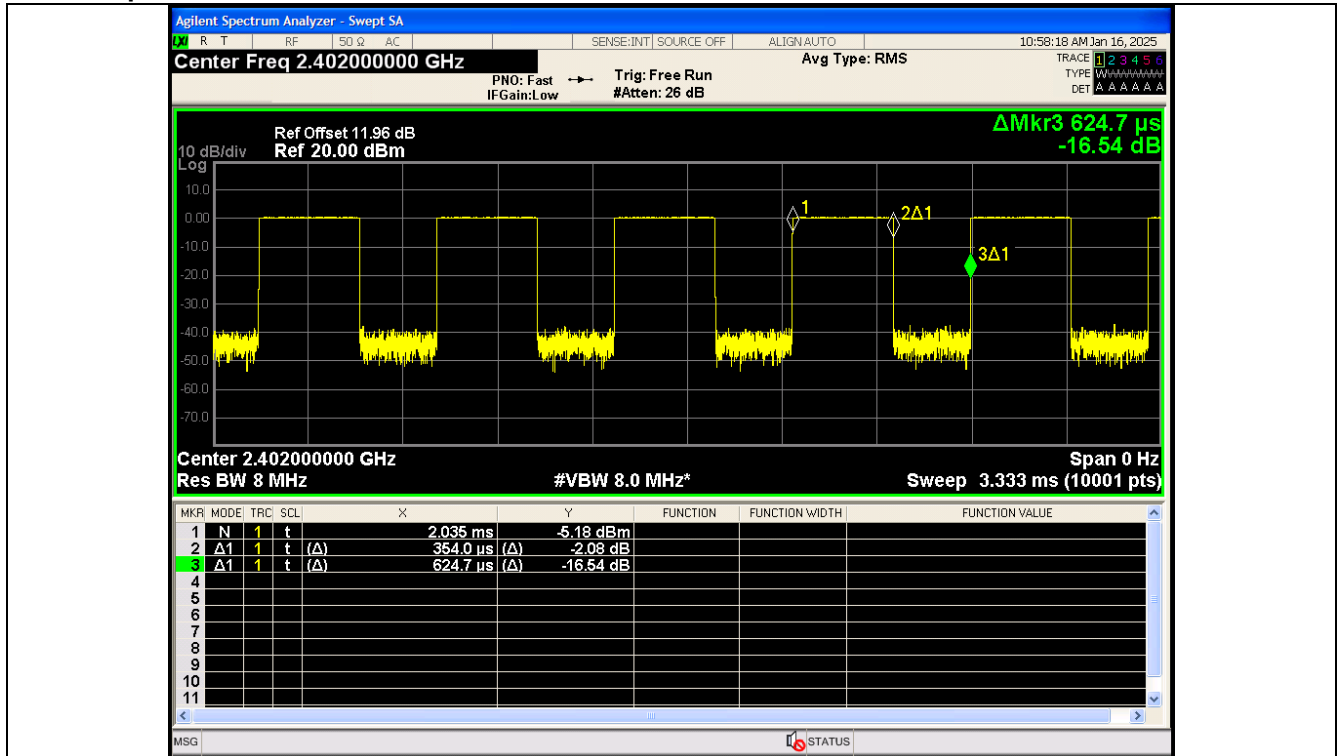 Agilent Spectrum Analyzer - Swept SA
LXI R T RF 50 Ω AC SENSE:INT SOURCE OFF ALIGN AUTO 10:58:18 AM Jan 16, 2025
Center Freq 2.402000000 GHz Avg Type: RMS TRACE 1 2 3 4 5 6
PNO: Fast Trig: Free Run TYPE WWWWWW
IFGain:Low #Atten: 26 dB DET A A A A A A
ΔMkr3 624.7 µs
Ref Offset 11.96 dB
10 dB/div Ref 20.00 dBm -16.54 dB
Log
10.0
0.00
-10.0
-20.0
-30.0
-40.0
-50.0
-60.0
-70.0
1
2Δ1
3Δ1
Center 2.402000000 GHz Span 0 Hz
Res BW 8 MHz #VBW 8.0 MHz* Sweep 3.333 ms (10001 pts)
MKR MODE TRC SCL X Y FUNCTION FUNCTION WIDTH FUNCTION VALUE
1 N 1 t 2.035 ms -5.18 dBm
2 Δ1 1 t (Δ) 354.0 µs (Δ) -2.08 dB
3 Δ1 1 t (Δ) 624.7 µs (Δ) -16.54 dB
4
5
6
7
8
9
10
11
MSG STATUS